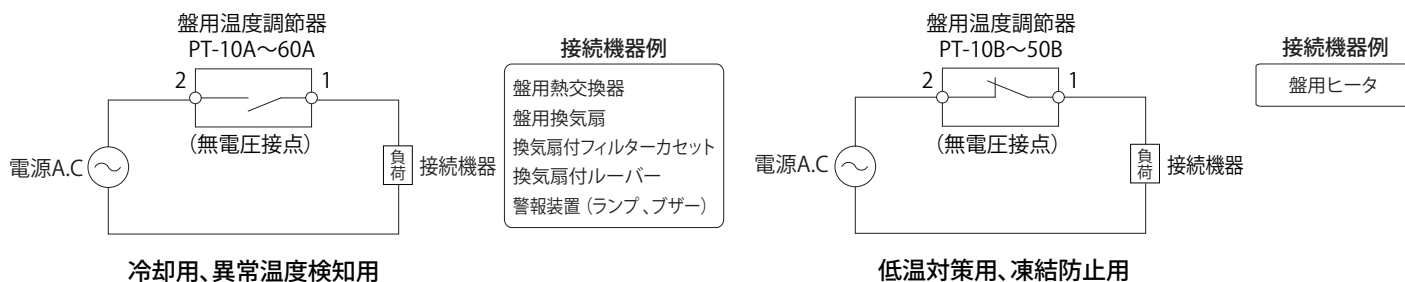 盤用温度調節器
PT-10A～60A
2
1
(無電圧接点)
電源A.C
負荷
接続機器
冷却用、異常温度検知用
接続機器例
盤用熱交換器
盤用換気扇
換気扇付フィルターカセット
換気扇付ルーバー
警報装置（ランプ、ブザー）
盤用温度調節器
PT-10B～50B
2
1
(無電圧接点)
電源A.C
負荷
接続機器
低温対策用、凍結防止用
接続機器例
盤用ヒータ